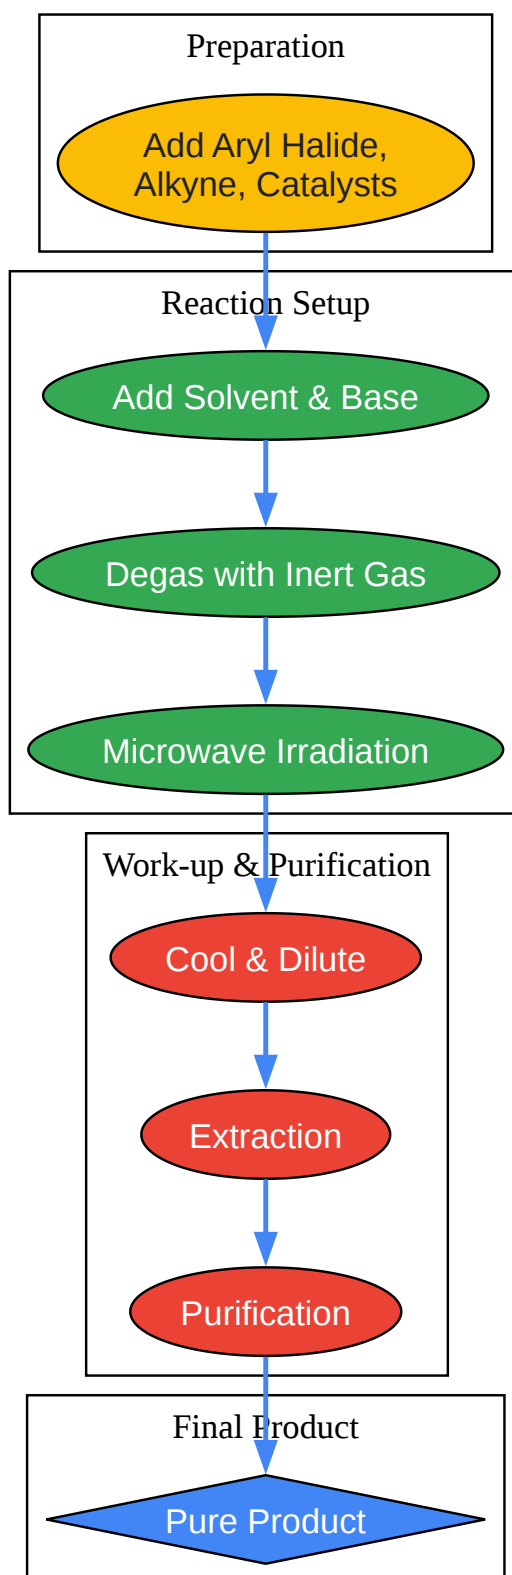 Preparation
Add Aryl Halide,
Alkyne, Catalysts
Reaction Setup
Add Solvent & Base
Degas with Inert Gas
Microwave Irradiation
Work-up & Purification
Cool & Dilute
Extraction
Purification
Final Product
Pure Product